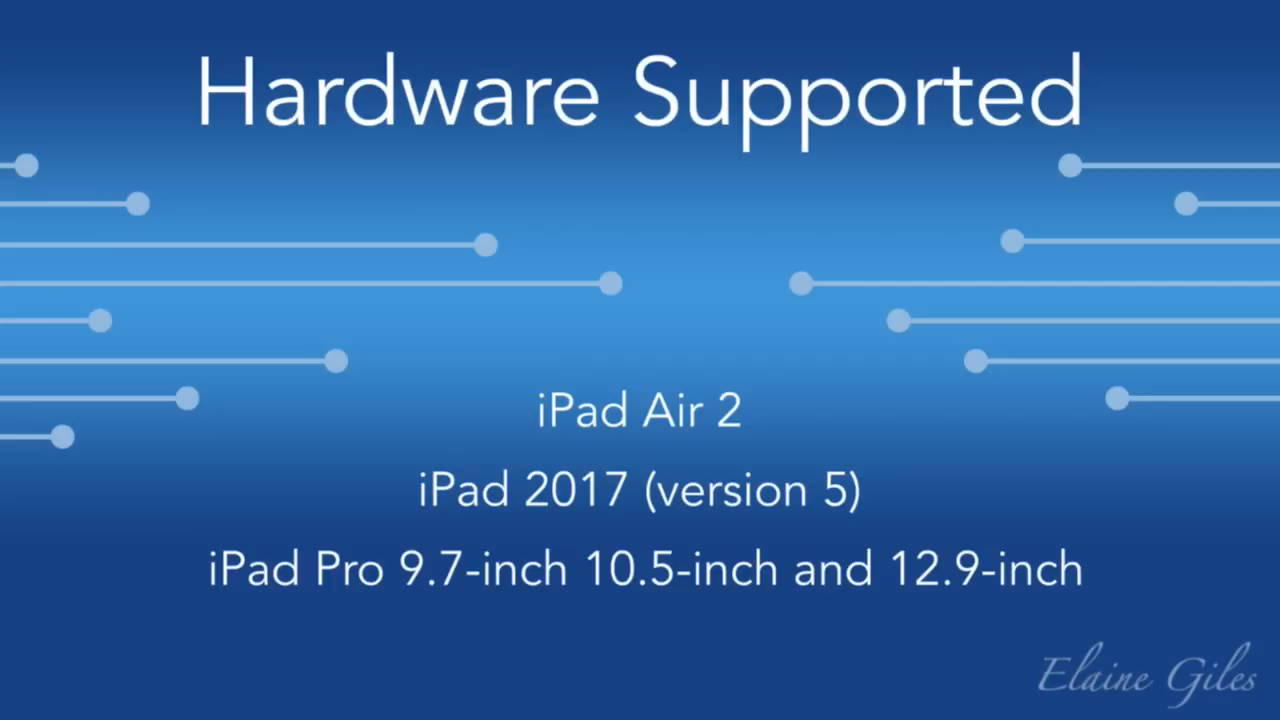 Hardware Supported
iPad Air 2
iPad 2017 (version 5)
iPad Pro 9.7-inch 10.5-inch and 12.9-inch
Elaine Giles